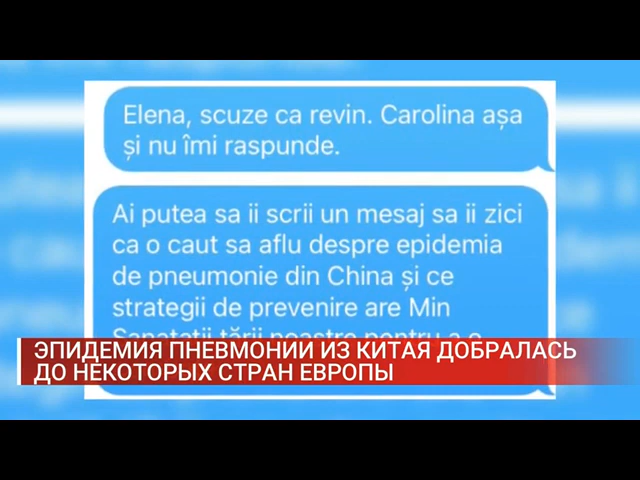 Elena, scuze ca revin. Carolina așa
și nu îmi raspunde.
Ai putea sa ii scrii un mesaj sa ii zici
ca o caut sa aflu despre epidemia
de pneumonie din China și ce
strategii de prevenire are Min
ЭПИДЕМИЯ ПНЕВМОНИИ ИЗ КИТАЯ ДОБРАЛАСЬ
ДО НЕКОТОРЫХ СТРАН ЕВРОПЫ